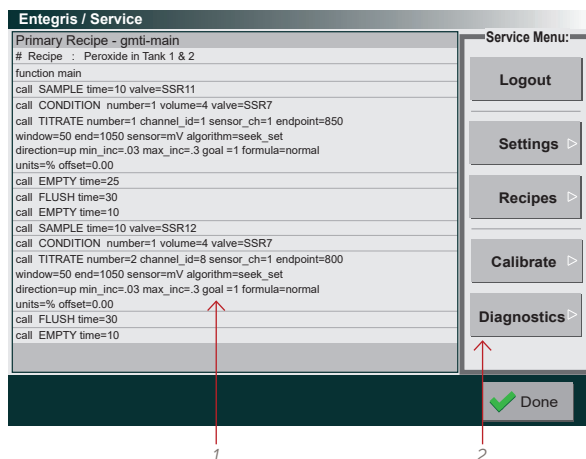 Entegris / Service
Primary Recipe - gmti-main
# Recipe : Peroxide in Tank 1 & 2
function main
call SAMPLE time=10 valve=SSR11
call CONDITION number=1 volume=4 valve=SSR7
call TITRATE number=1 channel_id=1 sensor_ch=1 endpoint=850
window=50 end=1050 sensor=mV algorithm=seek_set
direction=up min_inc=.03 max_inc=.3 goal =1 formula=normal
units=% offset=0.00
call EMPTY time=25
call FLUSH time=30
call EMPTY time=10
call SAMPLE time=10 valve=SSR12
call CONDITION number=1 volume=4 valve=SSR7
call TITRATE number=2 channel_id=8 sensor_ch=1 endpoint=800
window=50 end=1050 sensor=mV algorithm=seek_set
direction=up min_inc=.03 max_inc=.3 goal =1 formula=normal
units=% offset=0.00
call FLUSH time=30
call EMPTY time=10
Service Menu:
Logout
Settings
Recipes
Calibrate
Diagnostics
Done
1
2